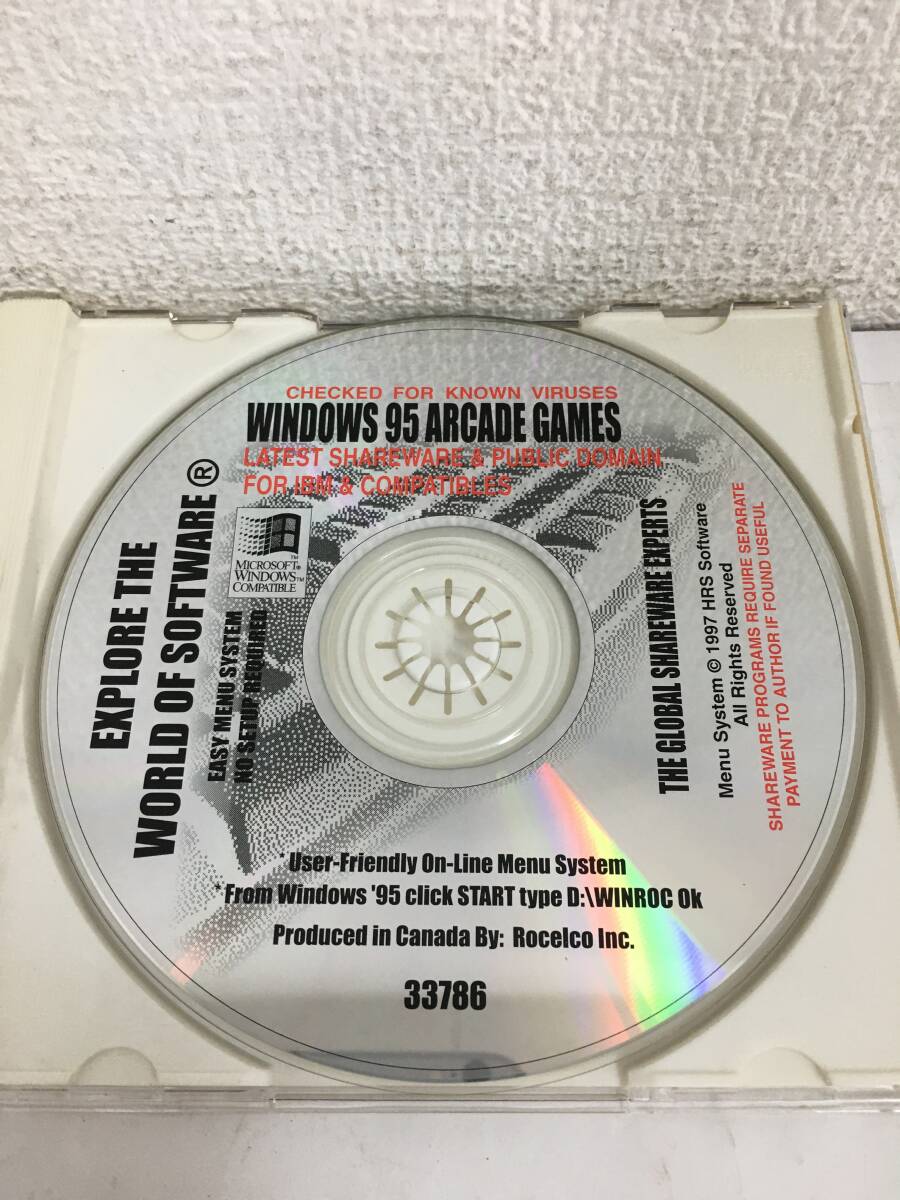 CHECKED FOR KNOWN VIRUSES
WINDOWS 95 ARCADE GAMES
LATEST SHAREWARE & PUBLIC DOMAIN
FOR IBM & COMPATIBLES
EXPLORE THE
WORLD OF SOFTWARE ®
MICROSOFT®
WINDOWS™
COMPATIBLE
EASY MENU SYSTEM
NO SETUP REQUIRED
THE GLOBAL SHAREWARE EXPERTS
Menu System © 1997 HRS Software
All Rights Reserved
SHAREWARE PROGRAMS REQUIRE SEPARATE
PAYMENT TO AUTHOR IF FOUND USEFUL
* User-Friendly On-Line Menu System
* From Windows '95 click START type D:\WINROC Ok
Produced in Canada By: Rocelco Inc.
33786